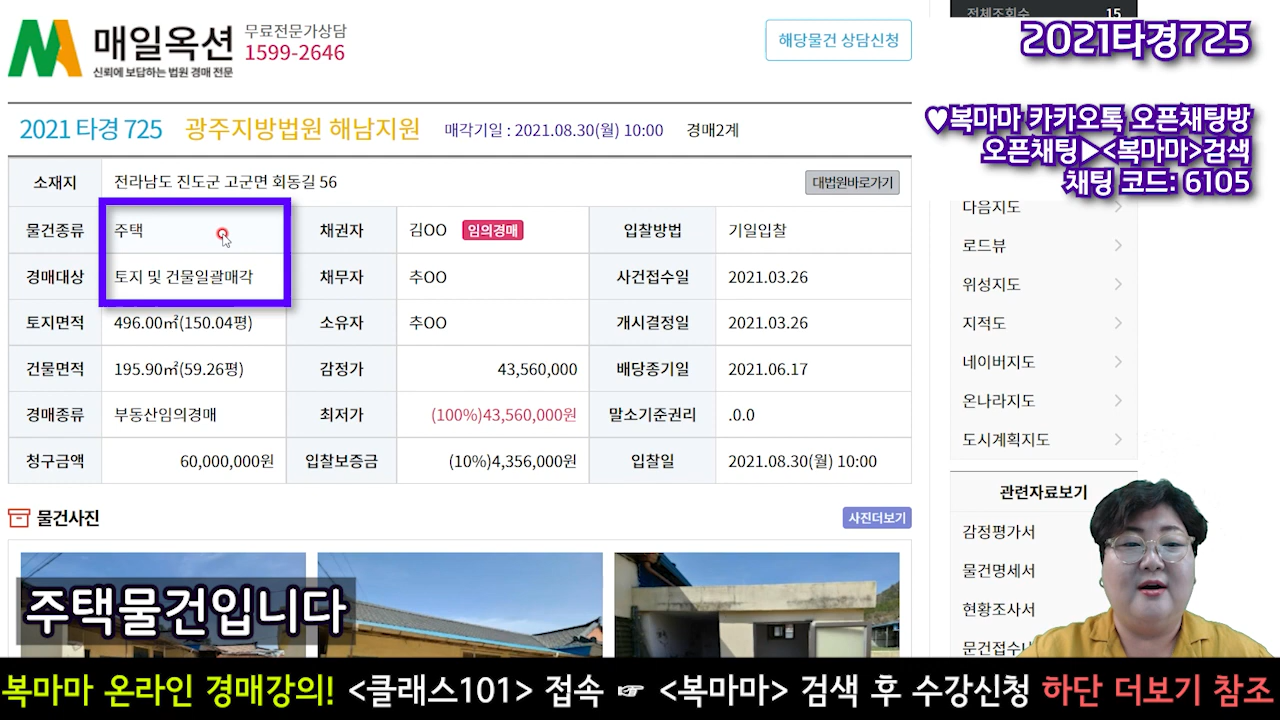 매일옥션
신뢰에 보답하는 법원 경매 전문
무료전문가상담
1599-2646
해당물건 상담신청
전체조회수 15
2021타경725
♥복마마 카카오톡 오픈채팅방
오픈채팅▶<복마마>검색
채팅 코드: 6105
2021 타경 725 광주지방법원 해남지원 매각기일 : 2021.08.30(월) 10:00 경매2계
소재지 전라남도 진도군 고군면 회동길 56 대법원바로가기
물건종류 주택 채권자 김OO 임의경매 입찰방법 기일입찰
경매대상 토지 및 건물일괄매각 채무자 추OO 사건접수일 2021.03.26
토지면적 496.00㎡(150.04평) 소유자 추OO 개시결정일 2021.03.26
건물면적 195.90㎡(59.26평) 감정가 43,560,000 배당종기일 2021.06.17
경매종류 부동산임의경매 최저가 (100%)43,560,000원 말소기준권리 .0.0
청구금액 60,000,000원 입찰보증금 (10%)4,356,000원 입찰일 2021.08.30(월) 10:00
다음지도
로드뷰
위성지도
지적도
네이버지도
온나라지도
도시계획지도
물건사진 사진더보기
관련자료보기
감정평가서
물건명세서
현황조사서
문건접수
주택물건입니다
복마마 온라인 경매강의! <클래스101> 접속 ☞ <복마마> 검색 후 수강신청 하단 더보기 참조